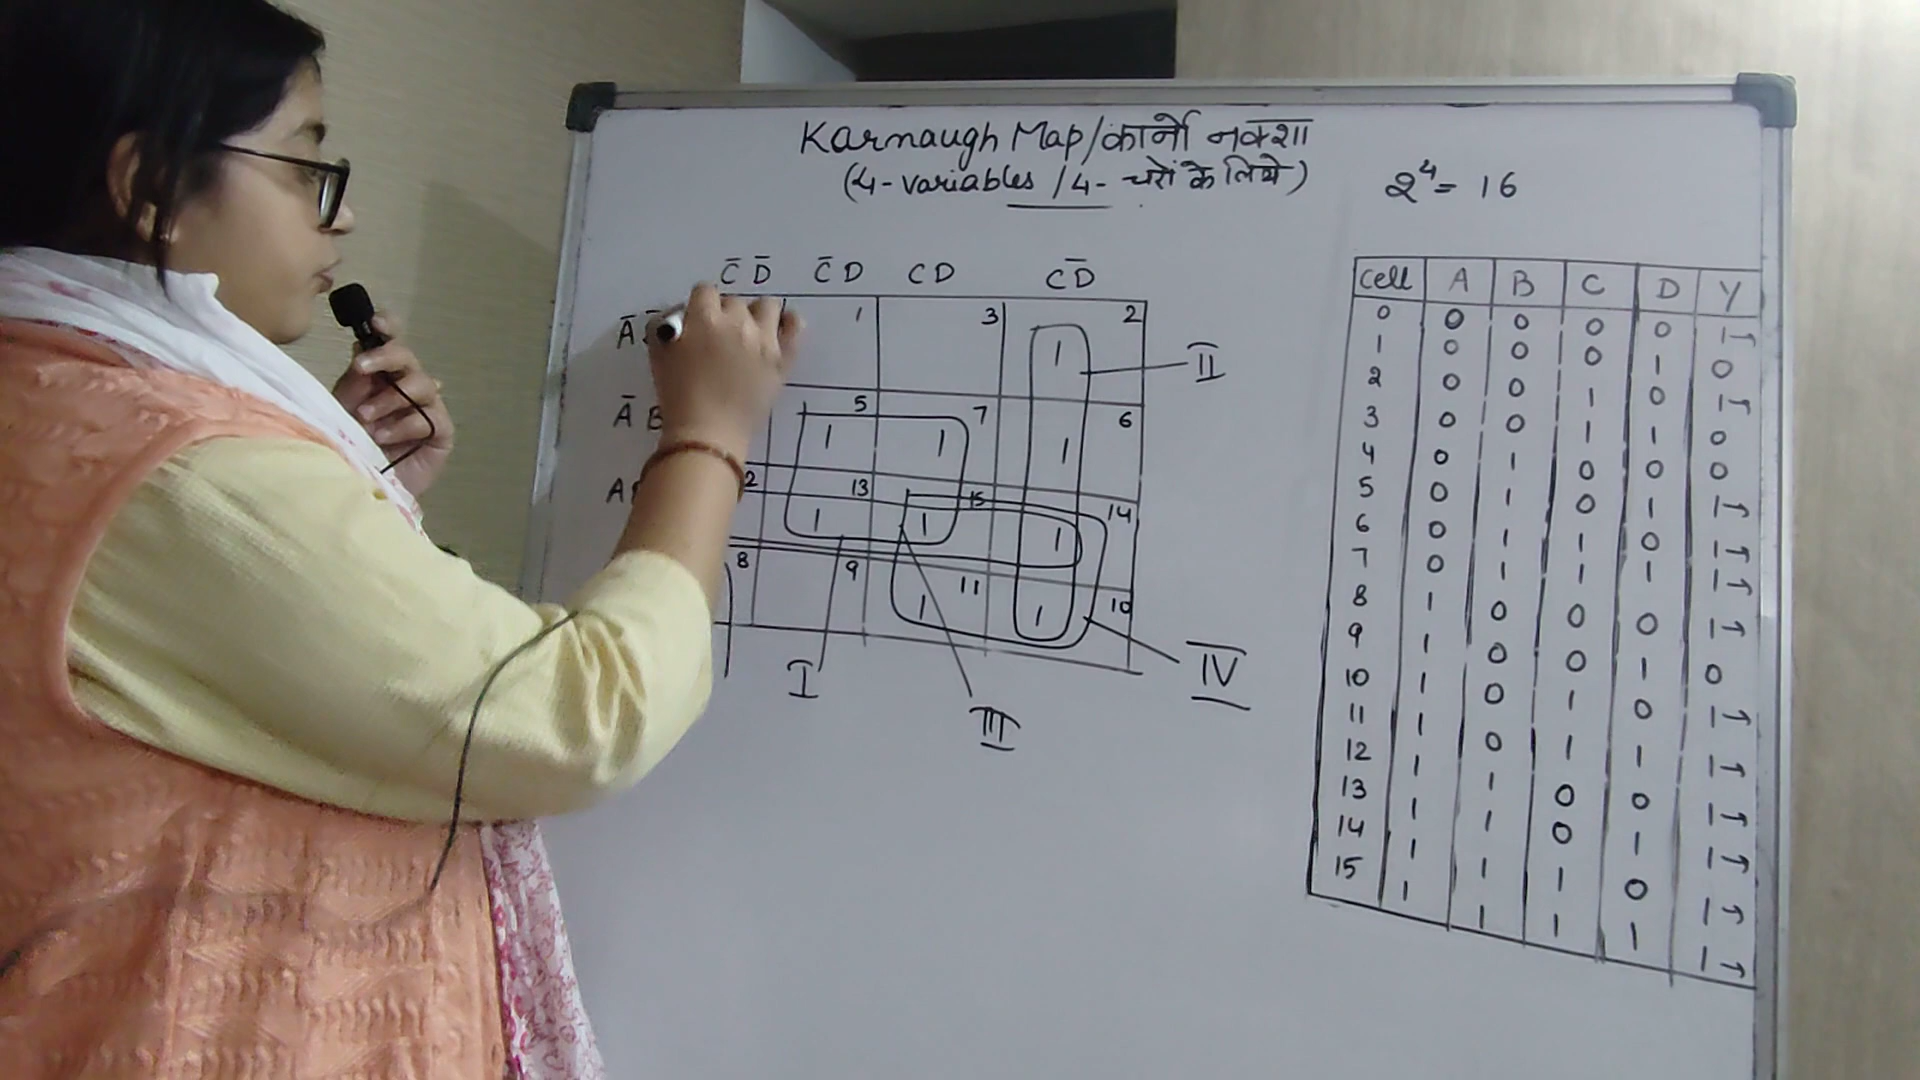 Karnaugh Map/कार्नो नक्शा
(4-variables / 4- चरों के लिये)
2⁴ = 16
C̅ D̅ C̅ D C D C D̅
A̅
1 3 2
1
II
A̅ B
5 7 6
1 1 1
A
2 13 15 14
1 1 1
8 9 11 10
1 1
I
III
IV
cell A B C D Y
0 0 0 0 0 1
1 0 0 0 1 0
2 0 0 1 0 1
3 0 0 1 1 0
4 0 1 0 0 0
5 0 1 0 1 1
6 0 1 1 0 1
7 0 1 1 1 1
8 1 0 0 0 1
9 1 0 0 1 0
10 1 0 1 0 1
11 1 0 1 1 1
12 1 1 0 0 1
13 1 1 0 1 1
14 1 1 1 0 1
15 1 1 1 1 1